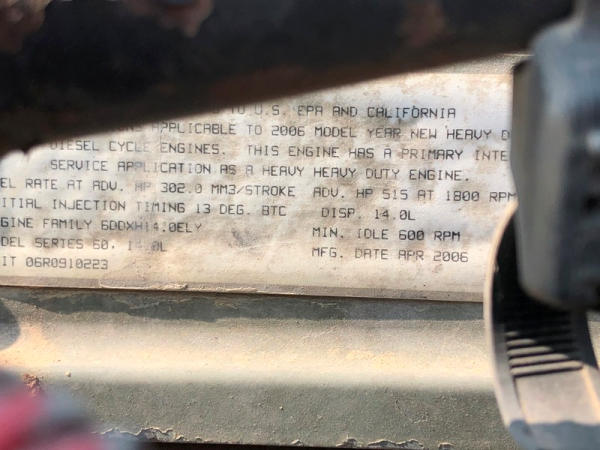 TO U.S. EPA AND CALIFORNIA
APPLICABLE TO 2006 MODEL YEAR NEW HEAVY D
DIESEL CYCLE ENGINES. THIS ENGINE HAS A PRIMARY INTE
SERVICE APPLICATION AS A HEAVY HEAVY DUTY ENGINE.
EL RATE AT ADV. HP 302.0 MM3/STROKE ADV. HP 515 AT 1800 RPM
ITIAL INJECTION TIMING 13 DEG. BTC DISP. 14.0L
GINE FAMILY 6DDXH14.0ELY MIN. IDLE 600 RPM
DEL SERIES 60, 14.0L MFG. DATE APR 2006
IT 06R0910223